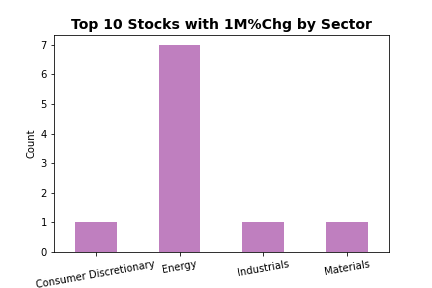 Top 10 Stocks with 1M%Chg by Sector
7
6
5
4
3
2
1
0
Count
Consumer Discretionary
Energy
Industrials
Materials